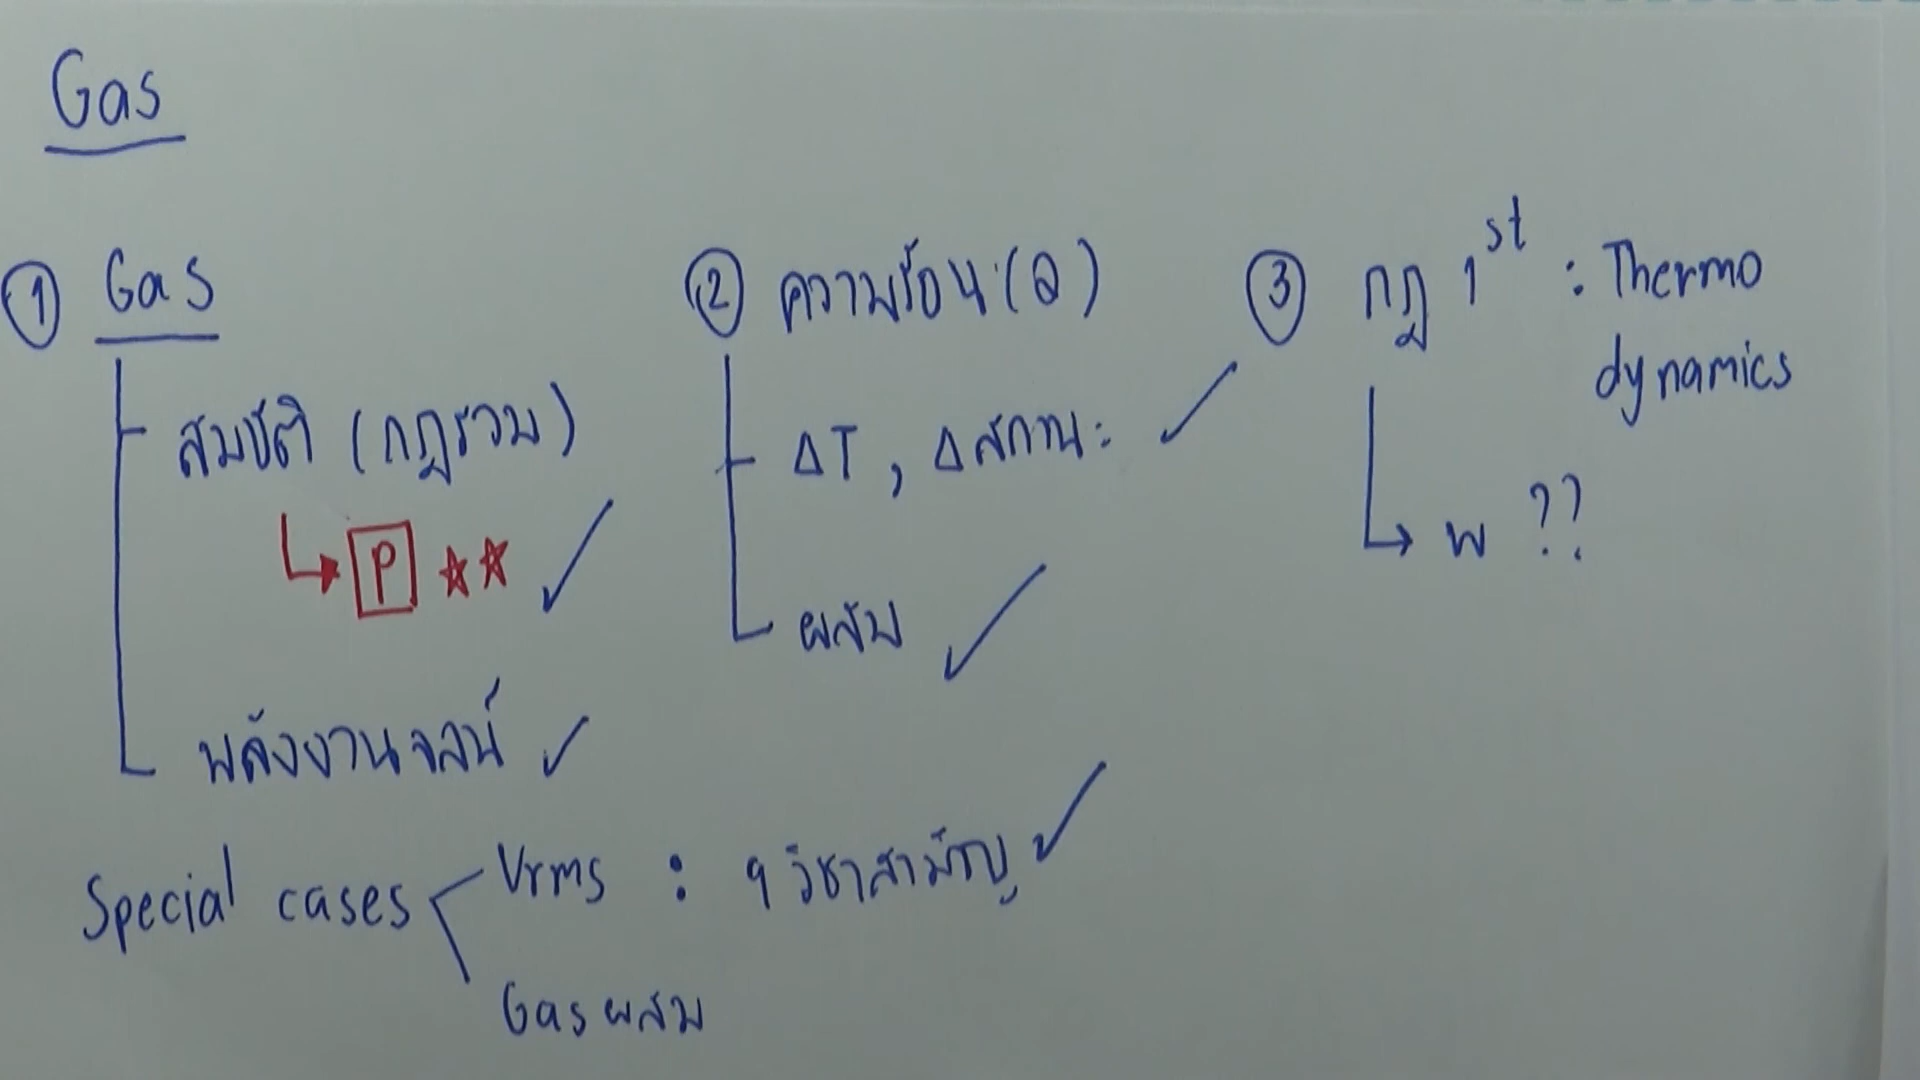 Gas
① Gas
สมบัติ (กฎรวม)
→ P ☆☆ ✓
พลังงานจลน์ ✓
② ความร้อน (Q)
ΔT , Δสถานะ ✓
ผสม ✓
③ กฎ 1st : Thermo
dynamics
→ W ??
Special cases
Vrms : 9 วิชาสามัญ ✓
Gas ผสม